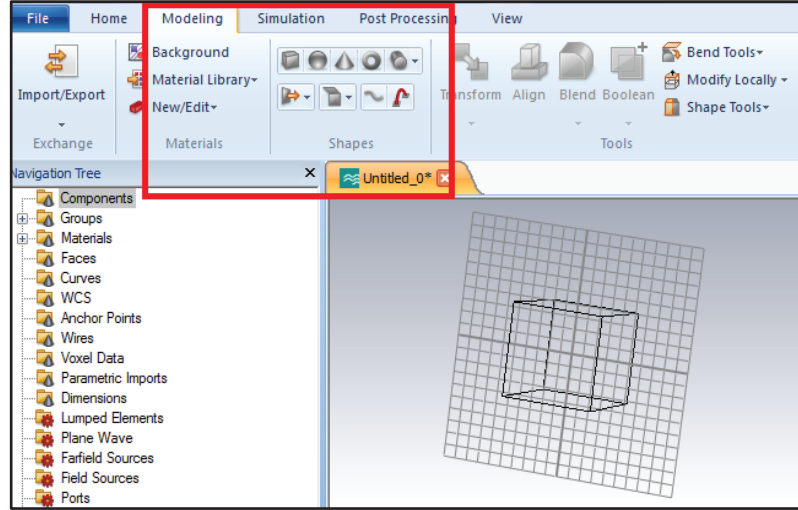 File Home Modeling Simulation Post Processing View
Background Bend Tools
Material Library Modify Locally
Import/Export New/Edit Transform Align Blend Boolean Shape Tools
Exchange Materials Shapes Tools
Navigation Tree × Untitled_0*
Components
Groups
Materials
Faces
Curves
WCS
Anchor Points
Wires
Voxel Data
Parametric Imports
Dimensions
Lumped Elements
Plane Wave
Farfield Sources
Field Sources
Ports